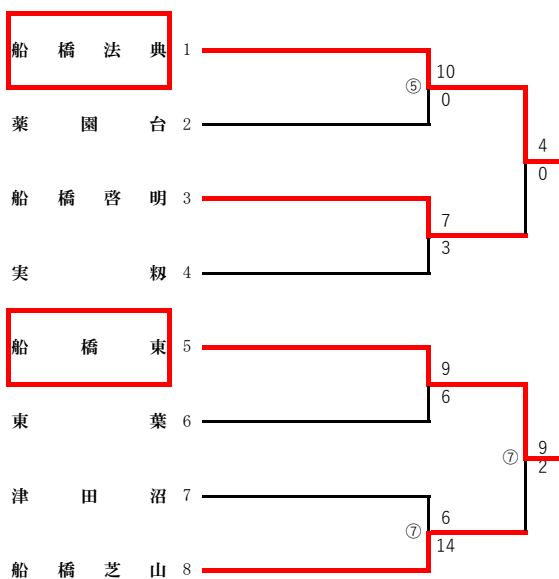 船橋法典 1
⑤ 10
0
薬園台 2
4
0
船橋啓明 3
7
3
実籾 4
船橋東 5
9
6
東葉 6
⑦ 9
2
津田沼 7
⑦ 6
14
船橋芝山 8